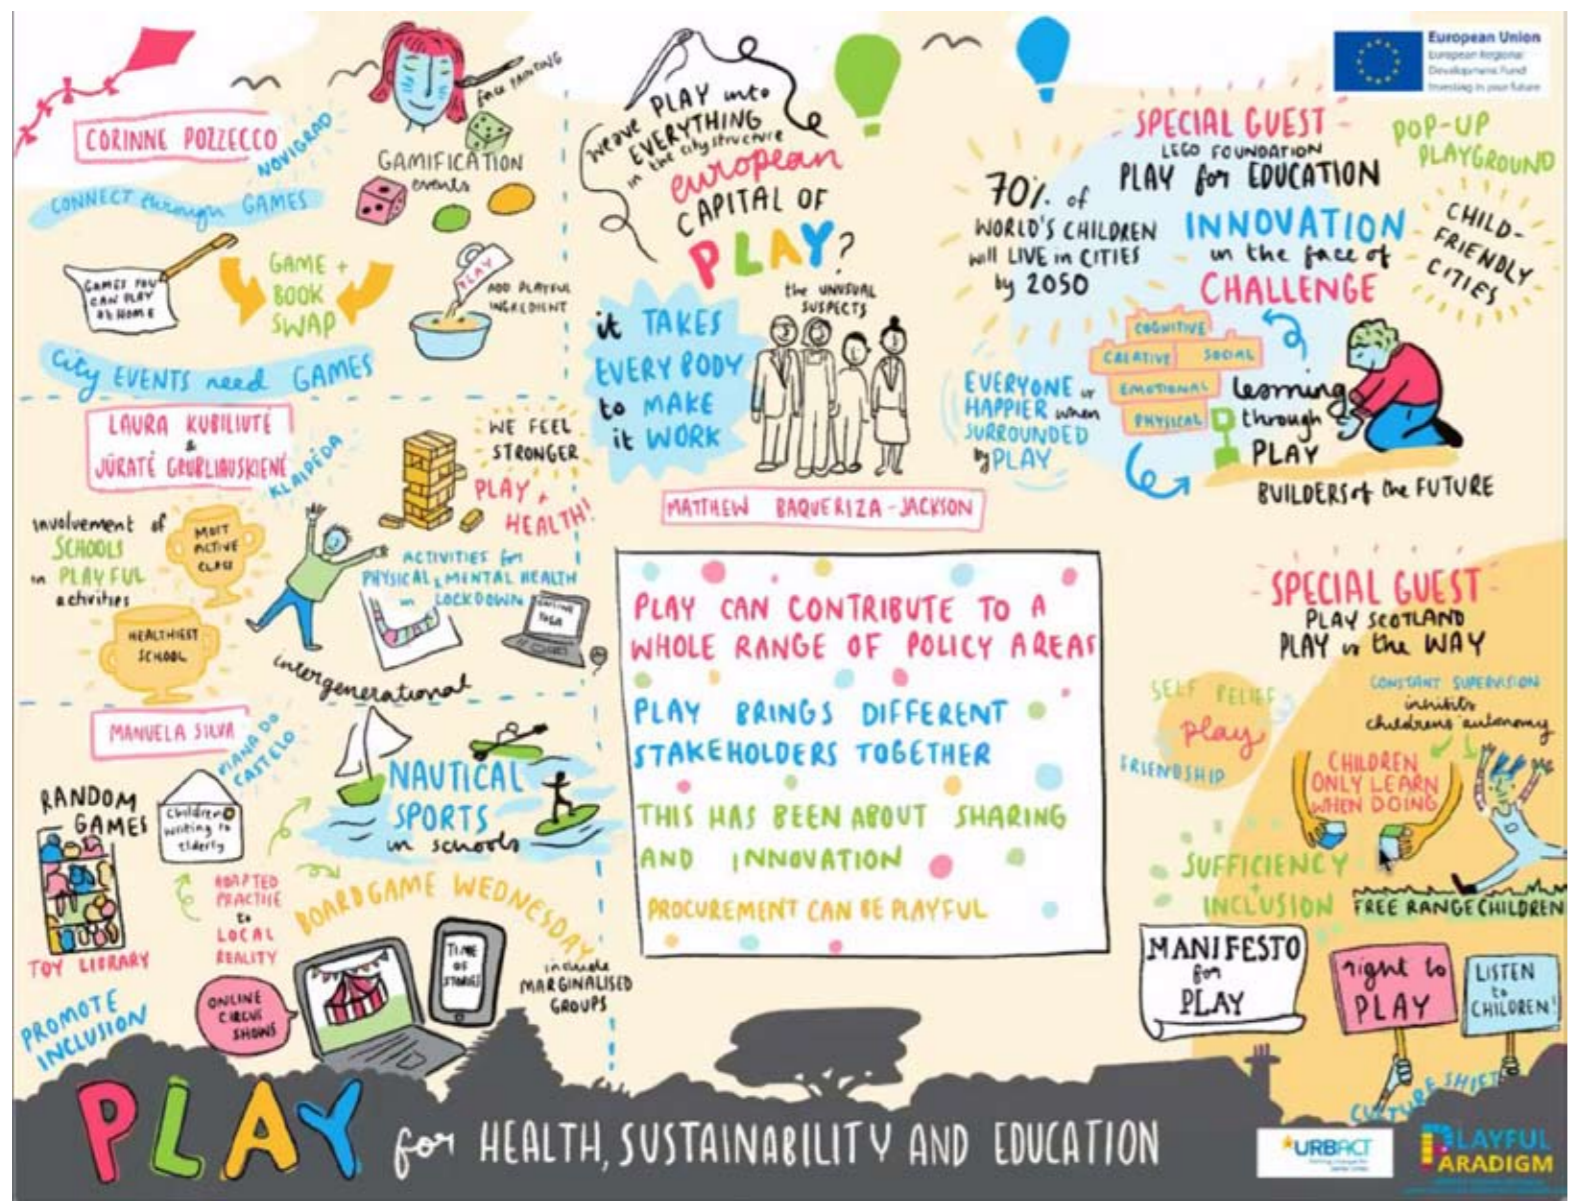 CORINNE POZZECCO
NOVIGRAD
CONNECT through GAMES
face PAINTING
GAMIFICATION
events
GAMES YOU
CAN PLAY
at HOME
GAME +
BOOK
SWAP
PLAY
ADD PLAYFUL
INGREDIENT
City EVENTS need GAMES
LAURA KUBILIUTÉ
&
JŪRATÉ GRUBLIAUSKIENÉ
KLAIPÉDA
WE FEEL
STRONGER
PLAY +
HEALTH!
involvement of
SCHOOLS
in PLAYFUL
activities
MOST
ACTIVE
CLASS
HEALTHIEST
SCHOOL
ACTIVITIES for
PHYSICAL & MENTAL HEALTH
in LOCKDOWN
ONLINE
YOGA
intergenerational
MANUELA SILVA
VIANA DO
CASTELO
RANDOM
GAMES
Children
writing to
elderly
NAUTICAL
SPORTS
in schools
TOY LIBRARY
ADAPTED
PRACTISE
to
LOCAL
REALITY
BOARDGAME WEDNESDAY
TIME
OF
STORIES
include
MARGINALISED
GROUPS
PROMOTE
INCLUSION
ONLINE
CIRCUS
SHOWS
weave PLAY into
EVERYTHING
in the city structure
european
CAPITAL OF
PLAY?
it TAKES
EVERY BODY
to MAKE
it WORK
the UNUSUAL
SUSPECTS
MATTHEW BAQUERIZA-JACKSON
PLAY CAN CONTRIBUTE TO A
WHOLE RANGE OF POLICY AREAS
PLAY BRINGS DIFFERENT
STAKEHOLDERS TOGETHER
THIS HAS BEEN ABOUT SHARING
AND INNOVATION
PROCUREMENT CAN BE PLAYFUL
European Union
European Regional
Development Fund
Investing in your future
SPECIAL GUEST
LEGO FOUNDATION
PLAY for EDUCATION
POP-UP
PLAYGROUND
70% of
WORLD'S CHILDREN
will LIVE in CITIES
by 2050
INNOVATION
in the face of
CHALLENGE
CHILD-
FRIENDLY
CITIES
COGNITIVE
CREATIVE SOCIAL
EMOTIONAL
PHYSICAL
EVERYONE is
HAPPIER when
SURROUNDED
by PLAY
learning
through
PLAY
BUILDERS of the FUTURE
SPECIAL GUEST
PLAY SCOTLAND
PLAY is the WAY
SELF BELIEF
Play
FRIENDSHIP
CONSTANT SUPERVISION
inhibits
childrens autonomy
CHILDREN
ONLY LEARN
WHEN DOING
SUFFICIENCY
+
INCLUSION
FREE RANGE CHILDREN
MANIFESTO
for
PLAY
right to
PLAY
LISTEN
to
CHILDREN!
CULTURE SHIFT
PLAY for HEALTH, SUSTAINABILITY AND EDUCATION
URBACT
PLAYFUL
PARADIGM